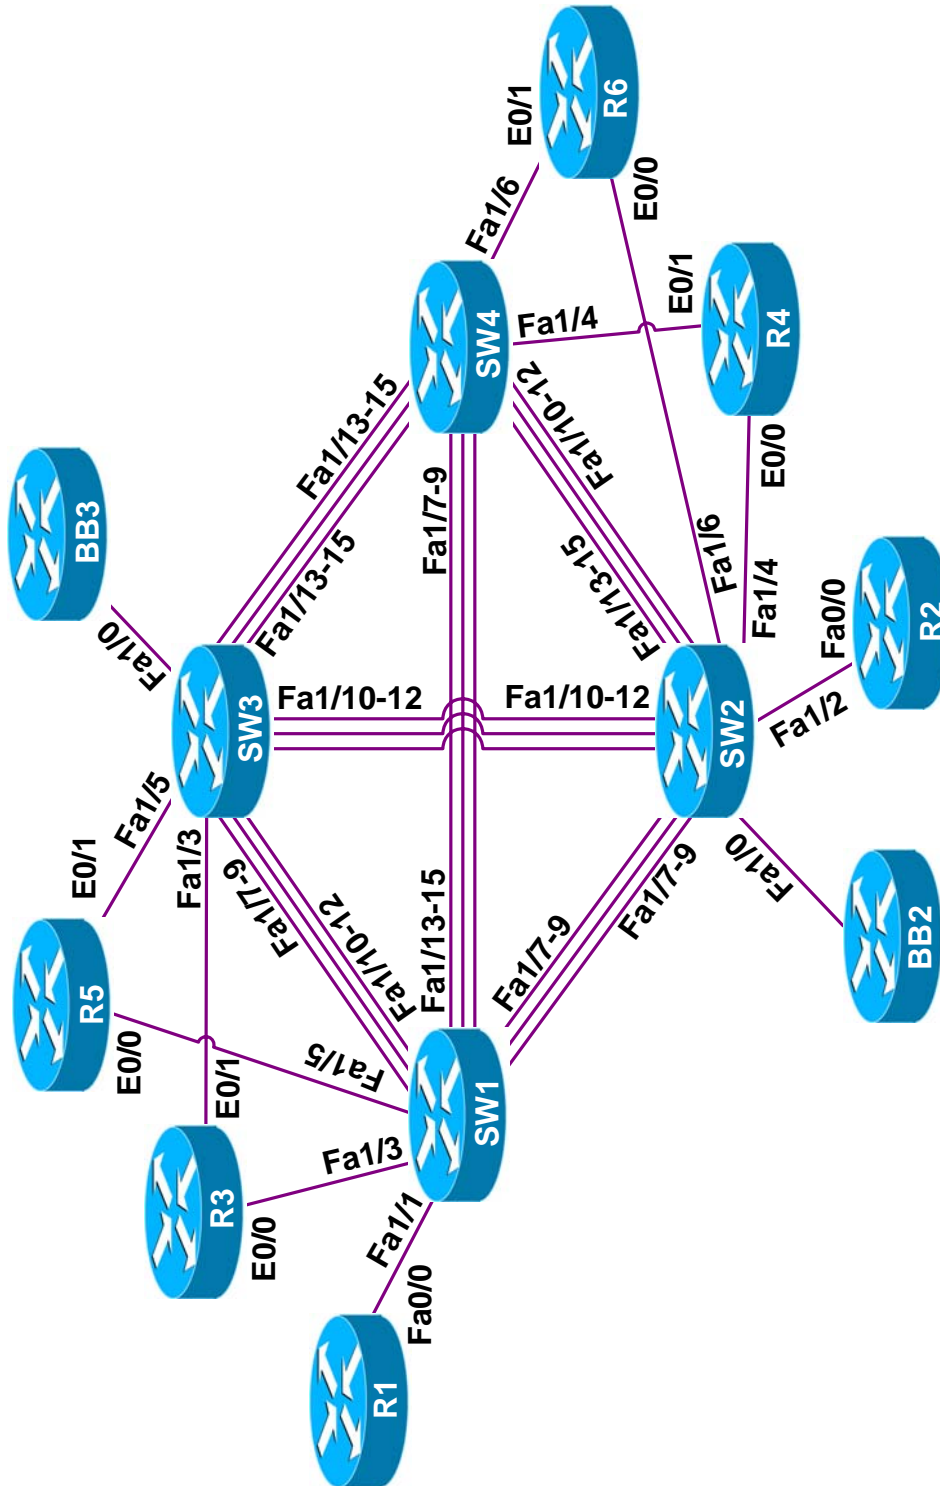 R6
E0/1
E0/0
Fa1/6
SW4
Fa1/4
E0/1
R4
E0/0
Fa1/13-15
Fa1/13-15
Fa1/7-9
Fa1/10-12
Fa1/13-15
Fa1/6
Fa1/4
BB3
Fa1/0
SW3
Fa1/10-12
Fa1/10-12
SW2
Fa0/0
Fa1/2
R2
Fa1/5
E0/1
Fa1/3
Fa1/7-9
Fa1/10-12
Fa1/13-15
Fa1/7-9
Fa1/7-9
Fa1/0
BB2
R5
E0/0
Fa1/5
E0/1
SW1
Fa1/3
R3
E0/0
Fa1/1
Fa0/0
R1